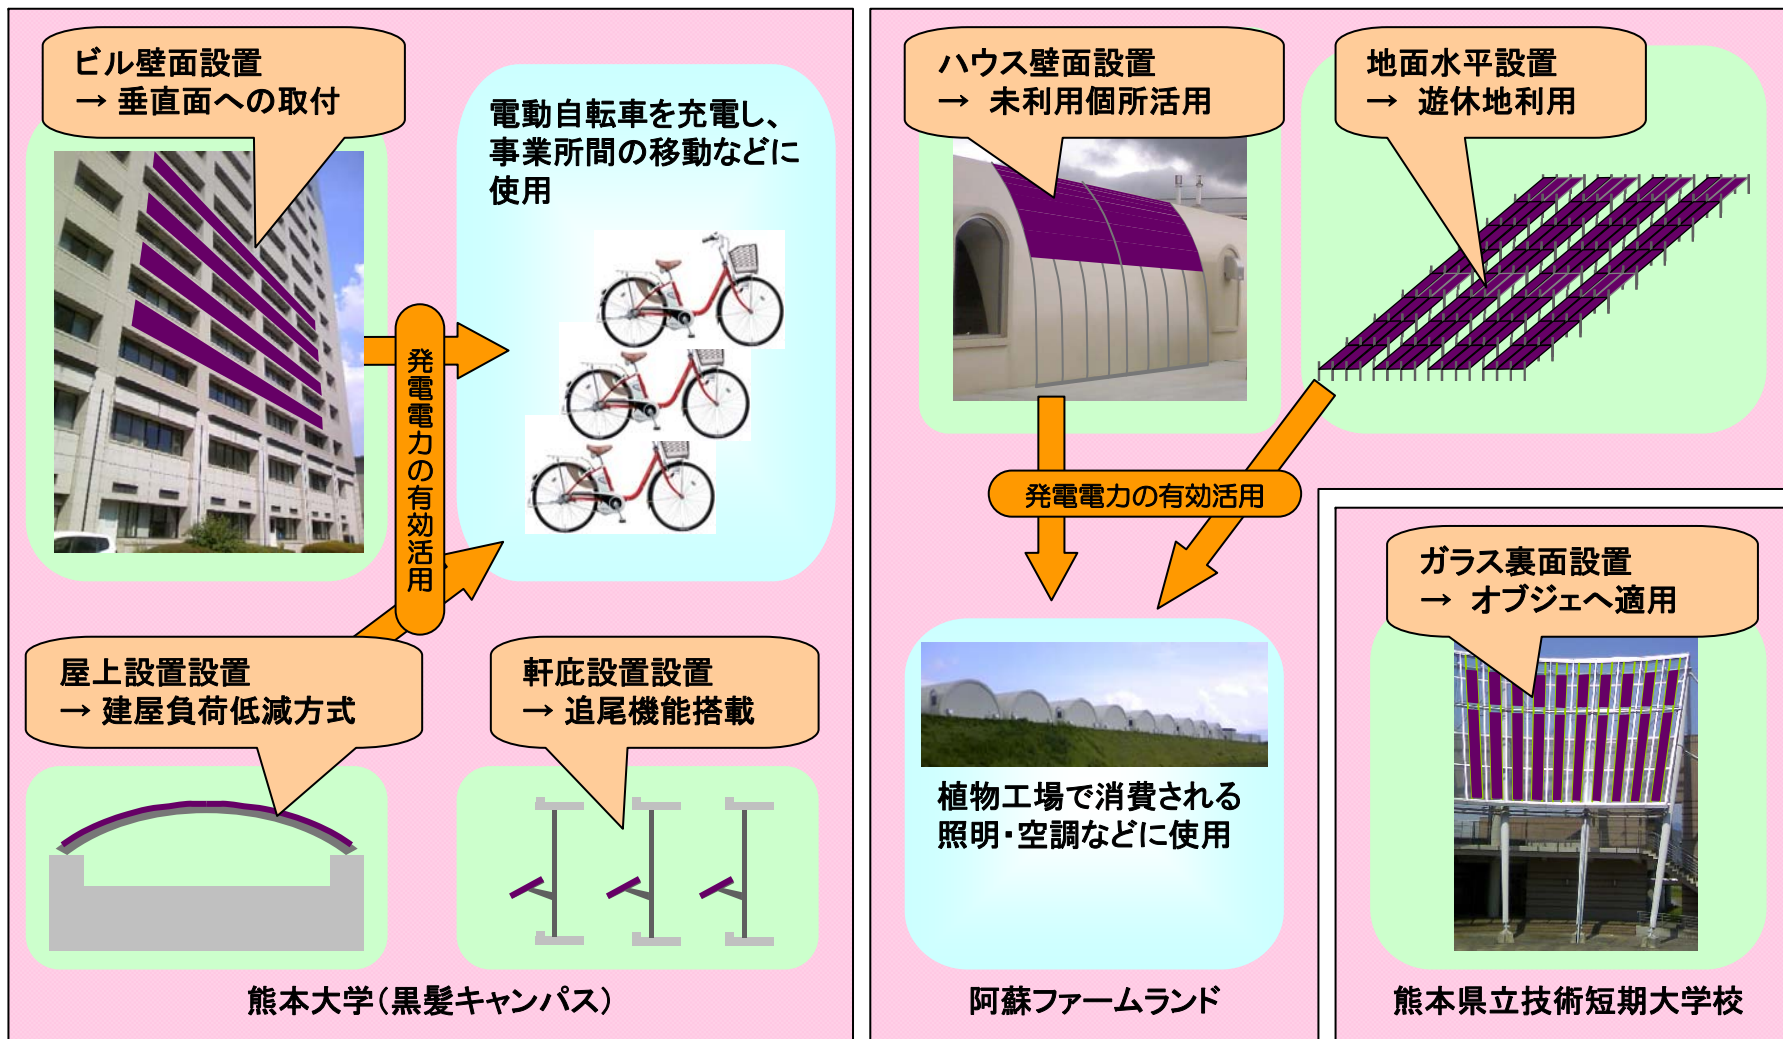 ビル壁面設置
→ 垂直面への取付
電動自転車を充電し、
事業所間の移動などに
使用
発電電力の有効活用
屋上設置設置
→ 建屋負荷低減方式
軒庇設置設置
→ 追尾機能搭載
熊本大学(黒髪キャンパス)
ハウス壁面設置
→ 未利用個所活用
地面水平設置
→ 遊休地利用
発電電力の有効活用
植物工場で消費される
照明・空調などに使用
阿蘇ファームランド
ガラス裏面設置
→ オブジェへ適用
熊本県立技術短期大学校